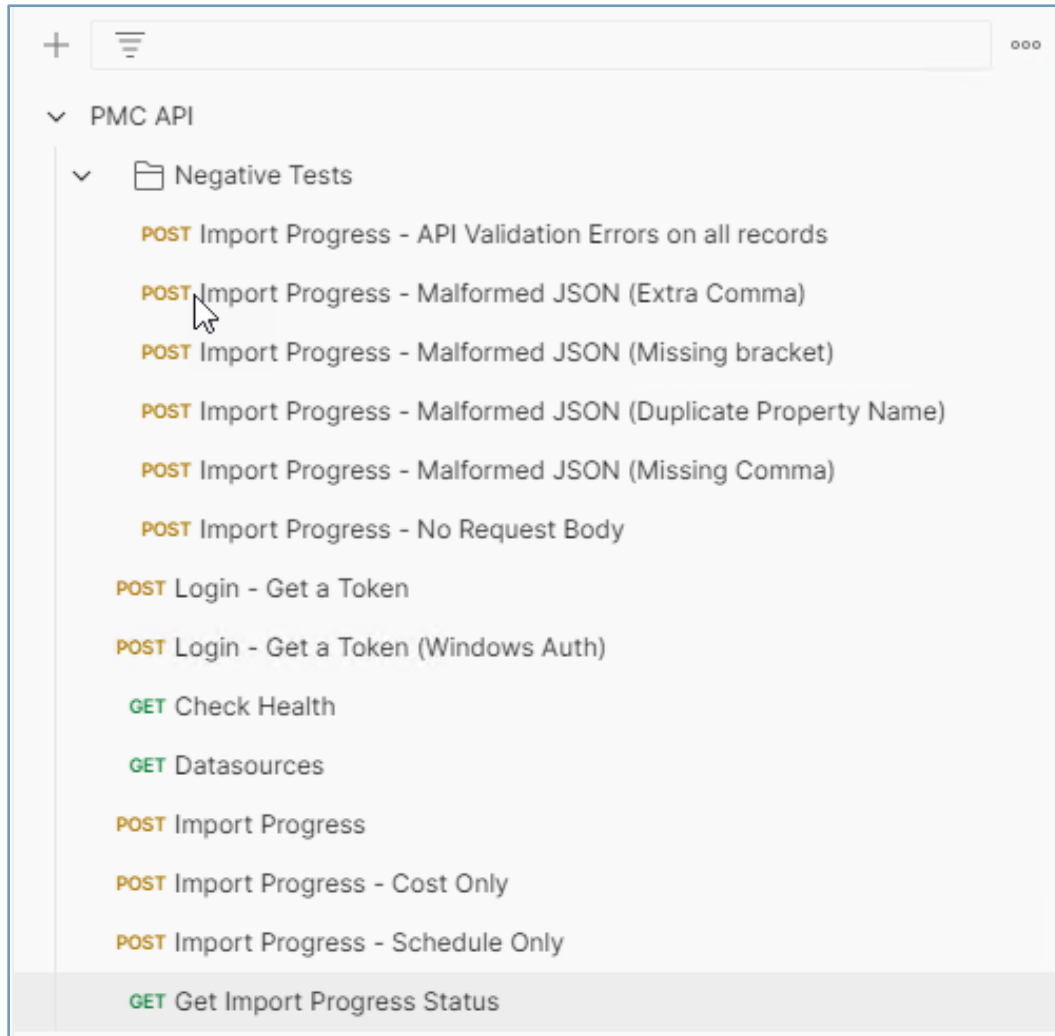 PMC API
Negative Tests
POST Import Progress - API Validation Errors on all records
POST Import Progress - Malformed JSON (Extra Comma)
POST Import Progress - Malformed JSON (Missing bracket)
POST Import Progress - Malformed JSON (Duplicate Property Name)
POST Import Progress - Malformed JSON (Missing Comma)
POST Import Progress - No Request Body
POST Login - Get a Token
POST Login - Get a Token (Windows Auth)
GET Check Health
GET Datasources
POST Import Progress
POST Import Progress - Cost Only
POST Import Progress - Schedule Only
GET Get Import Progress Status